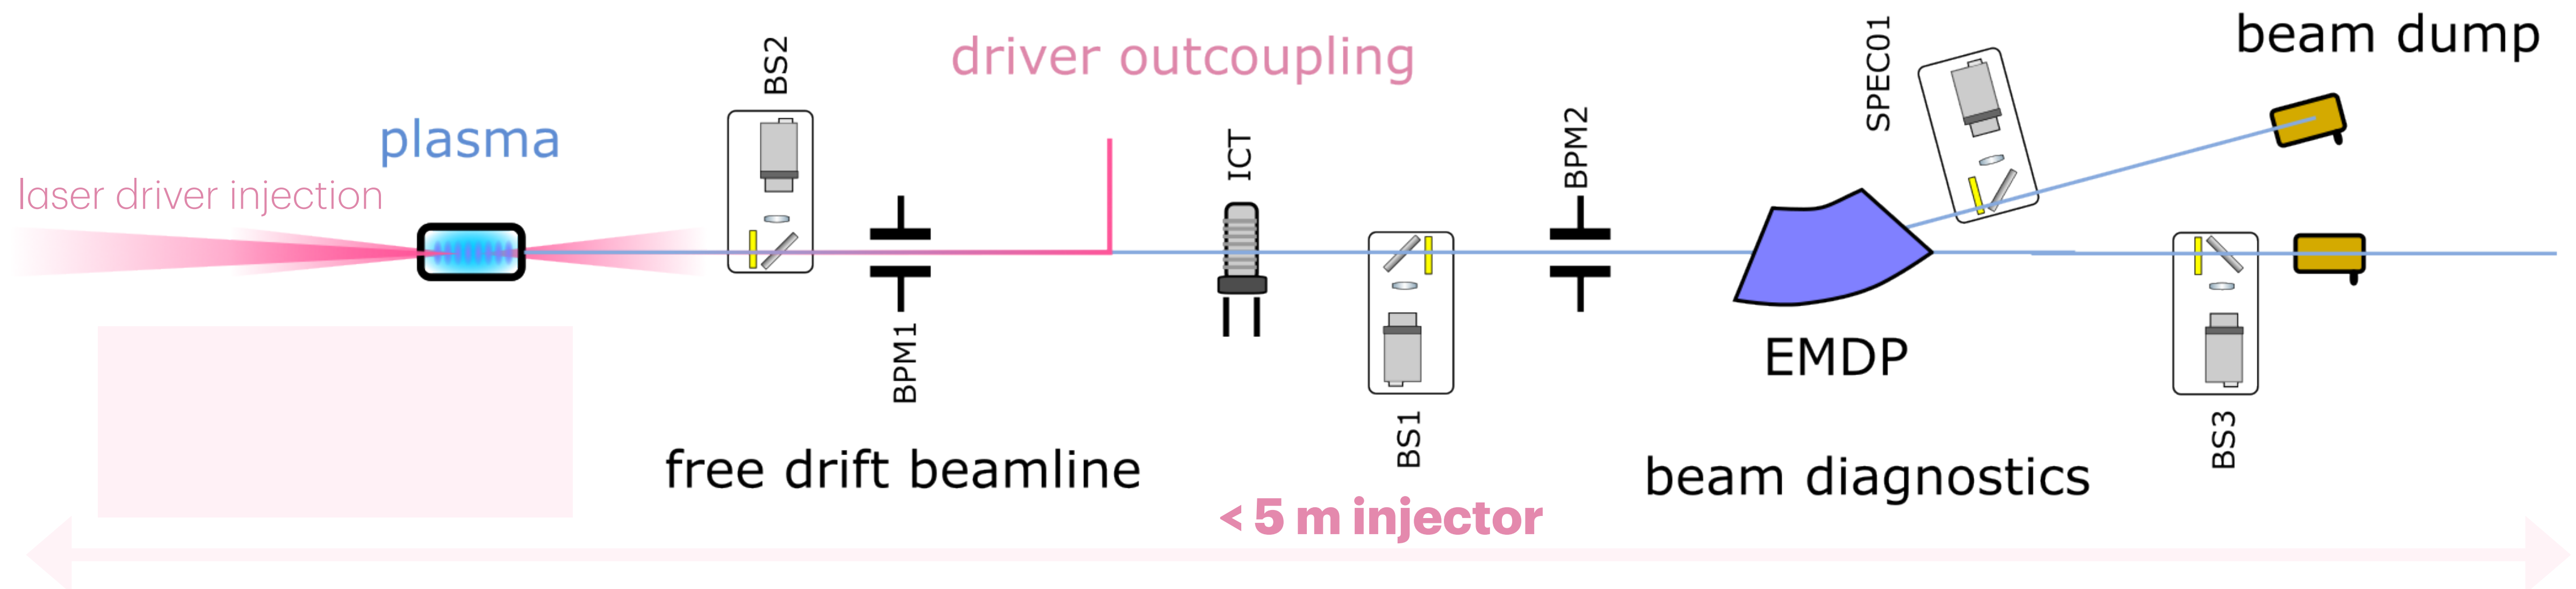 laser driver injection
plasma
BS2
BPM1
driver outcoupling
ICT
BS1
BPM2
EMDP
SPEC01
beam dump
BS3
free drift beamline
beam diagnostics
< 5 m injector